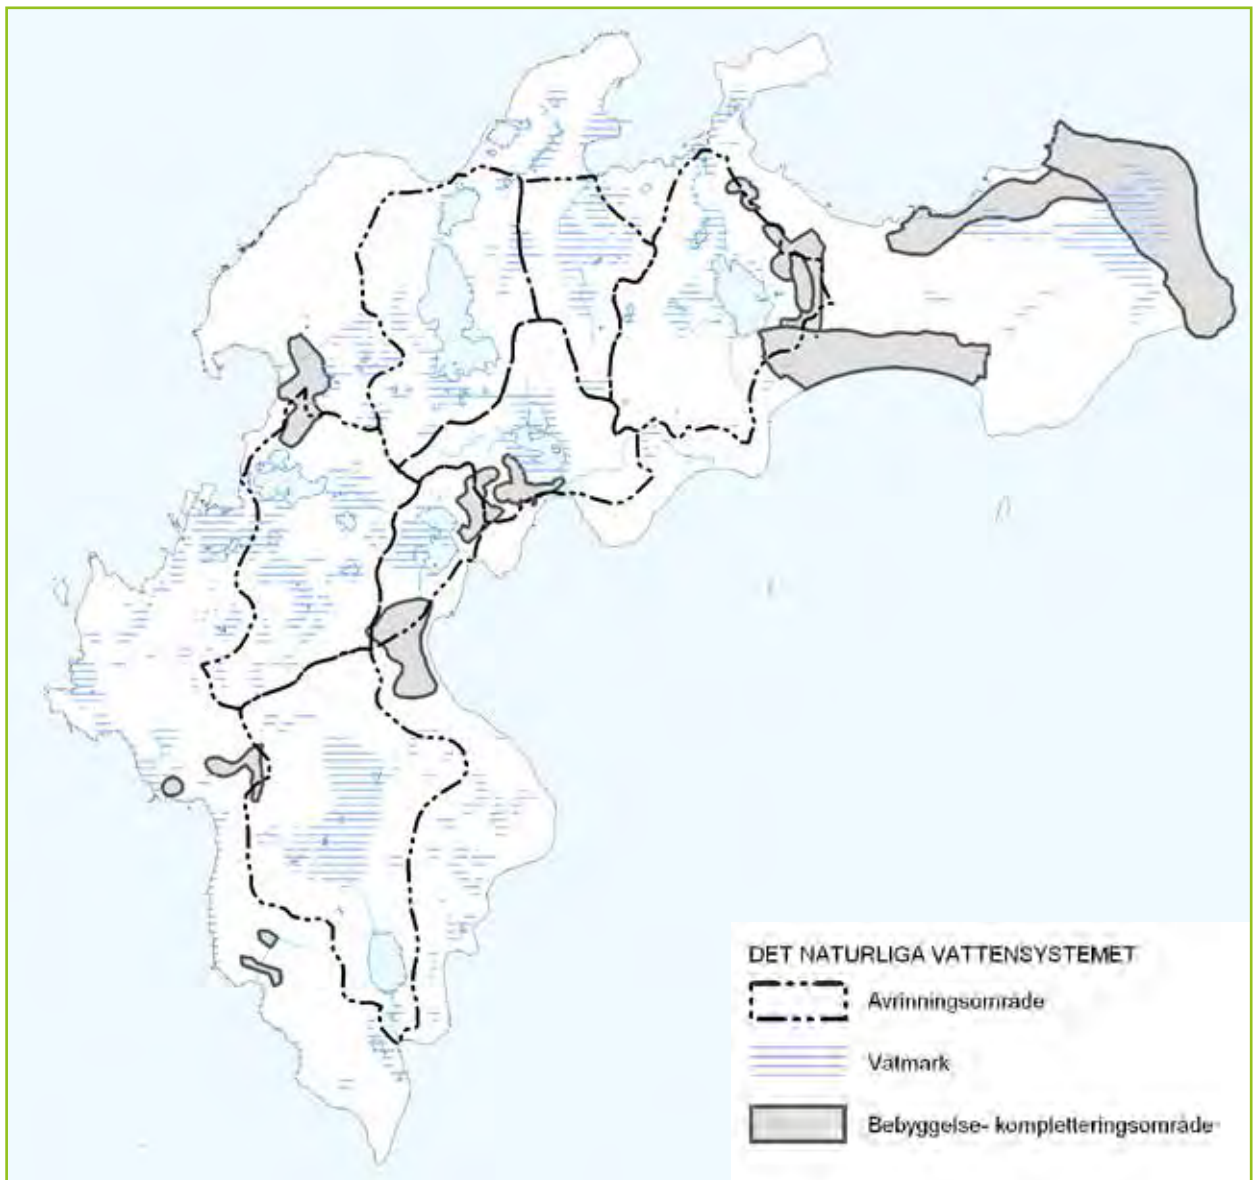 DET NATURLIGA VATTENSYSTEMET
Avrinningsområde
Våtmark
Bebyggelse- kompletteringsområde